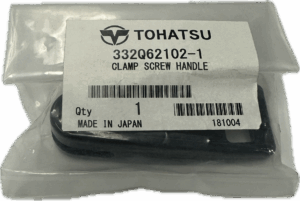 TOHATSU
332Q62102-1
CLAMP SCREW HANDLE
Qty 1
MADE IN JAPAN 181004